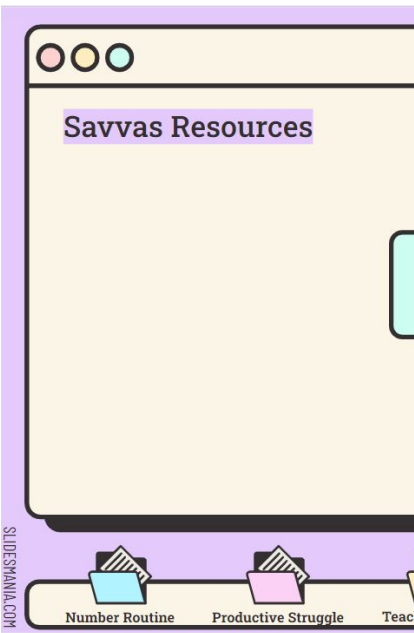 Savvas Resources
SLIDESMANIA.COM
Number Routine
Productive Struggle